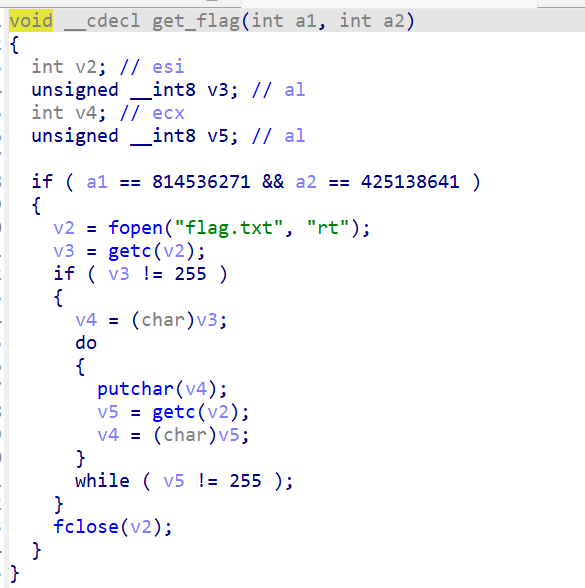 void __cdecl get_flag(int a1, int a2)
{
  int v2; // esi
  unsigned __int8 v3; // al
  int v4; // ecx
  unsigned __int8 v5; // al

  if ( a1 == 814536271 && a2 == 425138641 )
  {
    v2 = fopen("flag.txt", "rt");
    v3 = getc(v2);
    if ( v3 != 255 )
    {
      v4 = (char)v3;
      do
      {
        putchar(v4);
        v5 = getc(v2);
        v4 = (char)v5;
      }
      while ( v5 != 255 );
    }
    fclose(v2);
  }
}